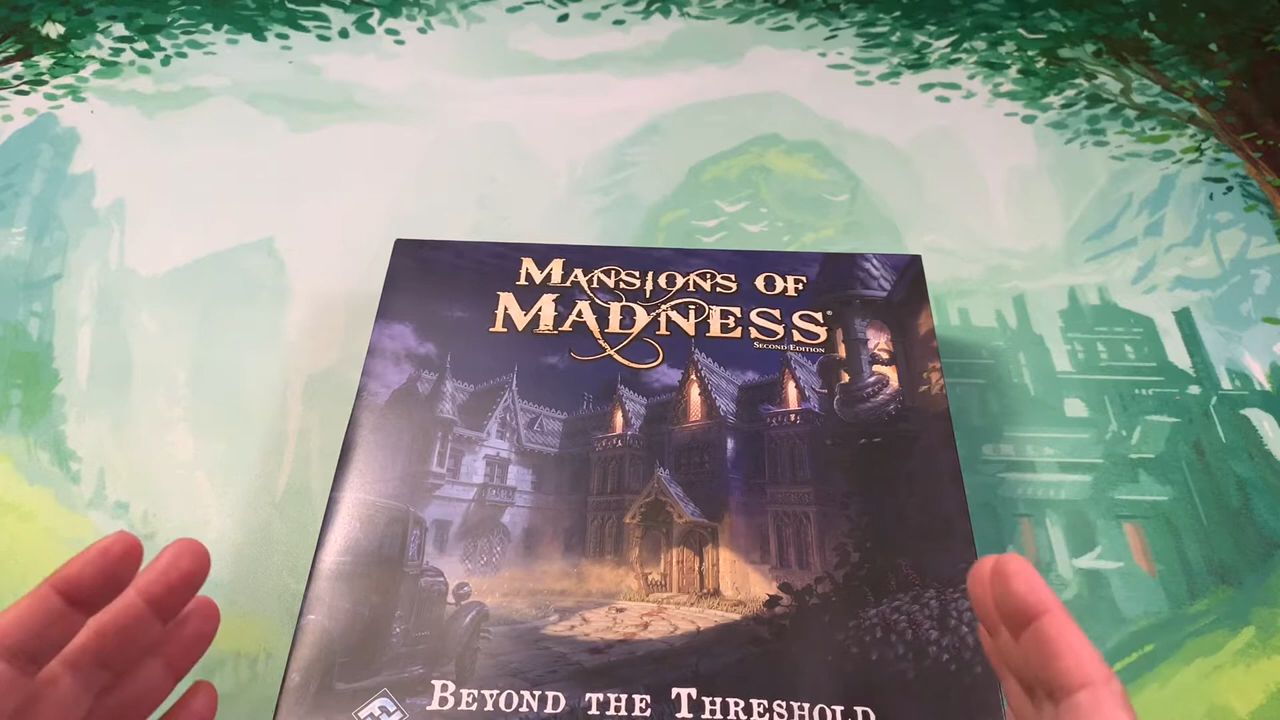 MANSIONS OF
MADNESS®
SECOND EDITION
BEYOND THE THRESHOLD